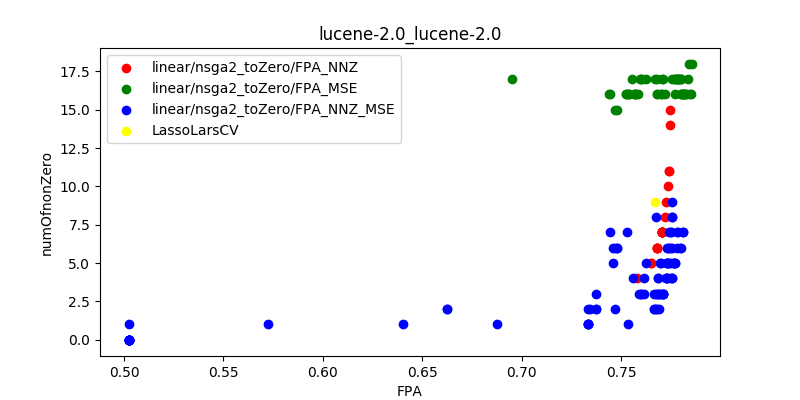 lucene-2.0_lucene-2.0
linear/nsga2_toZero/FPA_NNZ
linear/nsga2_toZero/FPA_MSE
linear/nsga2_toZero/FPA_NNZ_MSE
LassoLarsCV
numOfnonZero
17.5
15.0
12.5
10.0
7.5
5.0
2.5
0.0
0.50 0.55 0.60 0.65 0.70 0.75
FPA